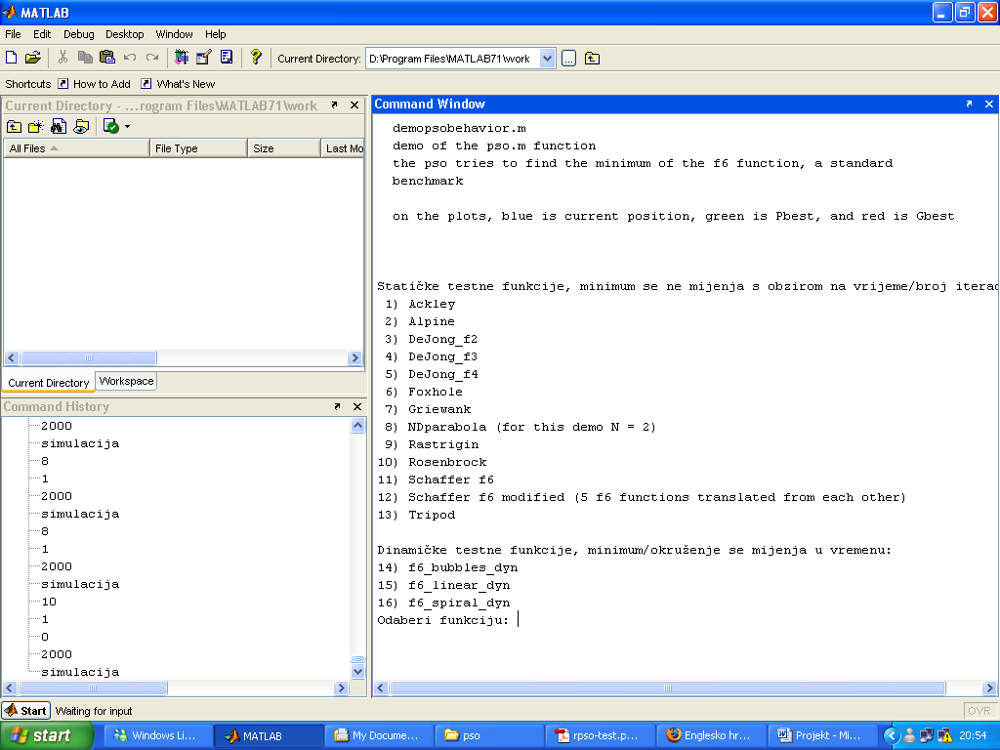 MATLAB
File Edit Debug Desktop Window Help
Current Directory: D:\Program Files\MATLAB71\work ...
Shortcuts How to Add What's New
Current Directory - ...rogram Files\MATLAB71\work
All Files File Type Size Last Mo
Current Directory Workspace
Command History
2000
simulacija
8
1
2000
simulacija
8
1
2000
simulacija
10
1
0
2000
simulacija
Command Window
demopsobehavior.m
demo of the pso.m function
the pso tries to find the minimum of the f6 function, a standard
benchmark
on the plots, blue is current position, green is Pbest, and red is Gbest
Statičke testne funkcije, minimum se ne mijenja s obzirom na vrijeme/broj iterac
1) Ackley
2) Alpine
3) DeJong_f2
4) DeJong_f3
5) DeJong_f4
6) Foxhole
7) Griewank
8) NDparabola (for this demo N = 2)
9) Rastrigin
10) Rosenbrock
11) Schaffer f6
12) Schaffer f6 modified (5 f6 functions translated from each other)
13) Tripod
Dinamičke testne funkcije, minimum/okruženje se mijenja u vremenu:
14) f6_bubbles_dyn
15) f6_linear_dyn
16) f6_spiral_dyn
Odaberi funkciju:
Start Waiting for input OVR
start Windows Li... MATLAB My Docume... pso rpso-test.p... Englesko hr... Projekt - Mi... 20:54